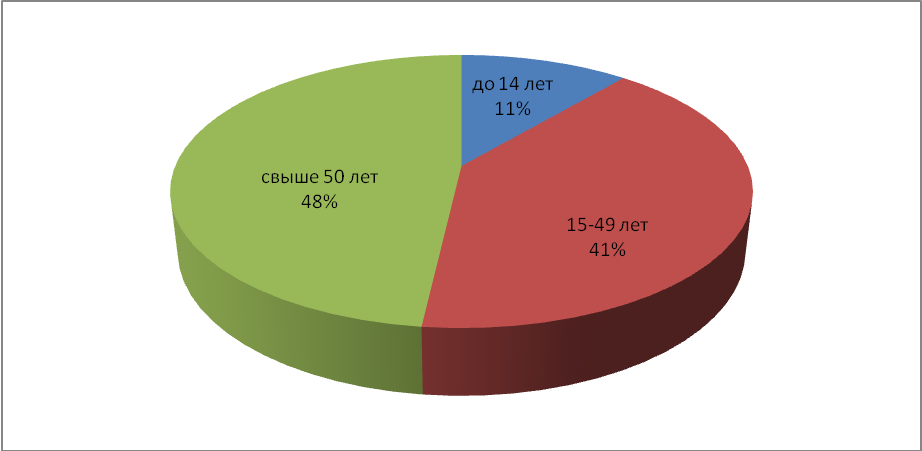 до 14 лет
11%
15-49 лет
41%
свыше 50 лет
48%